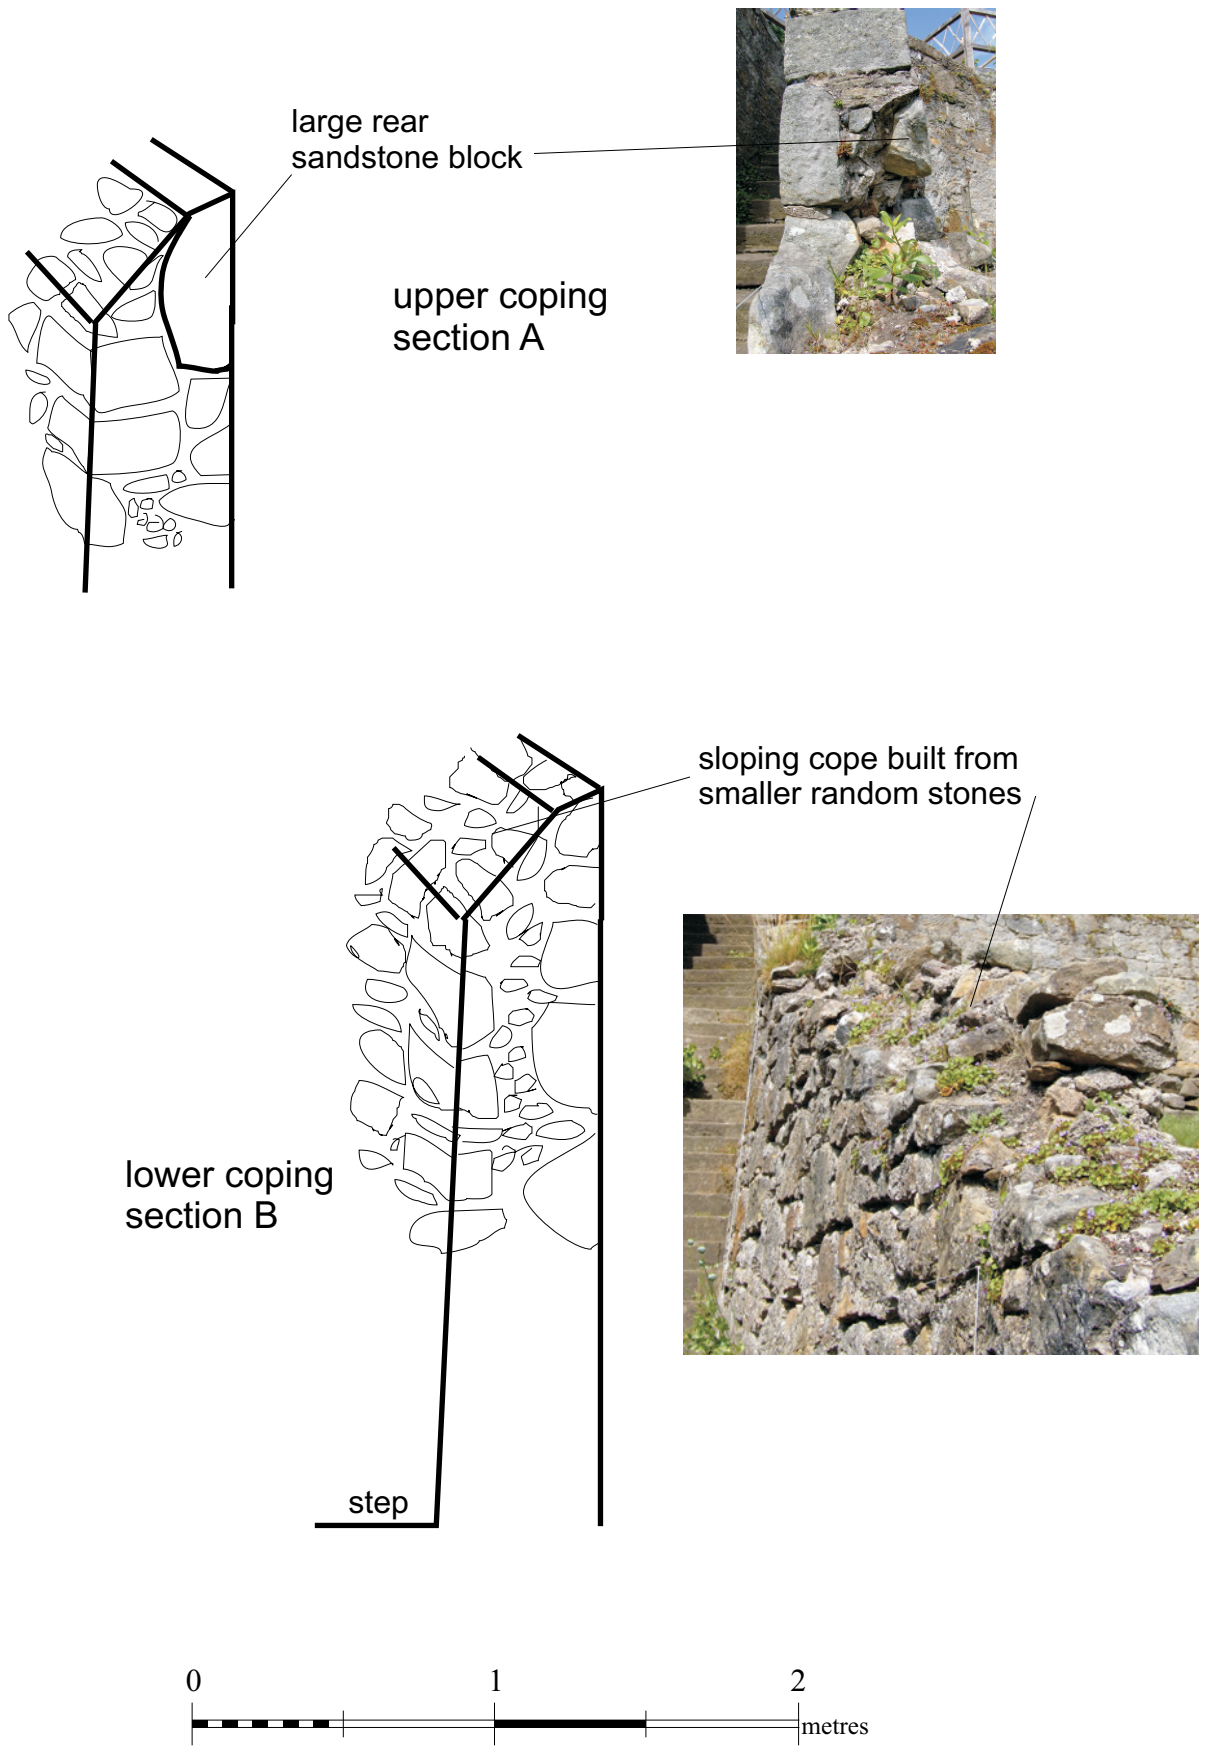 large rear
sandstone block
upper coping
section A
sloping cope built from
smaller random stones
lower coping
section B
step
0 1 2
metres